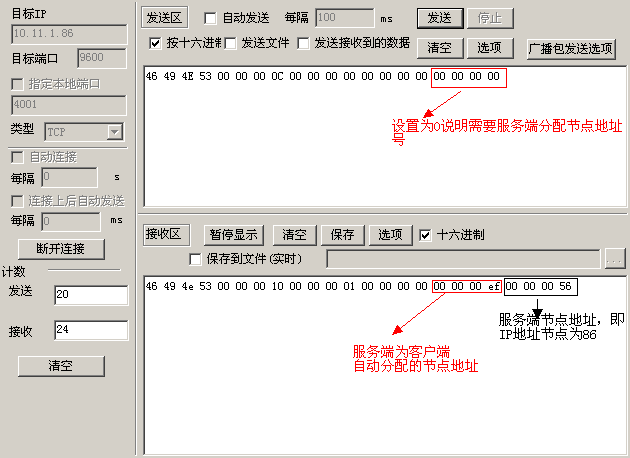 目标IP
10.11.1.86
目标端口 9600
指定本地端口
4001
类型 TCP
自动连接
每隔 0 s
连接上后自动发送
每隔 0 ms
断开连接
计数
发送 20
接收 24
清空
发送区 自动发送 每隔 100 ms 发送 停止
按十六进制 发送文件 发送接收到的数据 清空 选项 广播包发送选项
46 49 4E 53 00 00 00 0C 00 00 00 00 00 00 00 00 00 00 00 00
设置为0说明需要服务端分配节点地址
号
接收区 暂停显示 清空 保存 选项 十六进制
保存到文件(实时) ...
46 49 4e 53 00 00 00 10 00 00 00 01 00 00 00 00 00 00 00 ef 00 00 00 56
服务端节点地址，即
IP地址节点为86
服务端为客户端
自动分配的节点地址